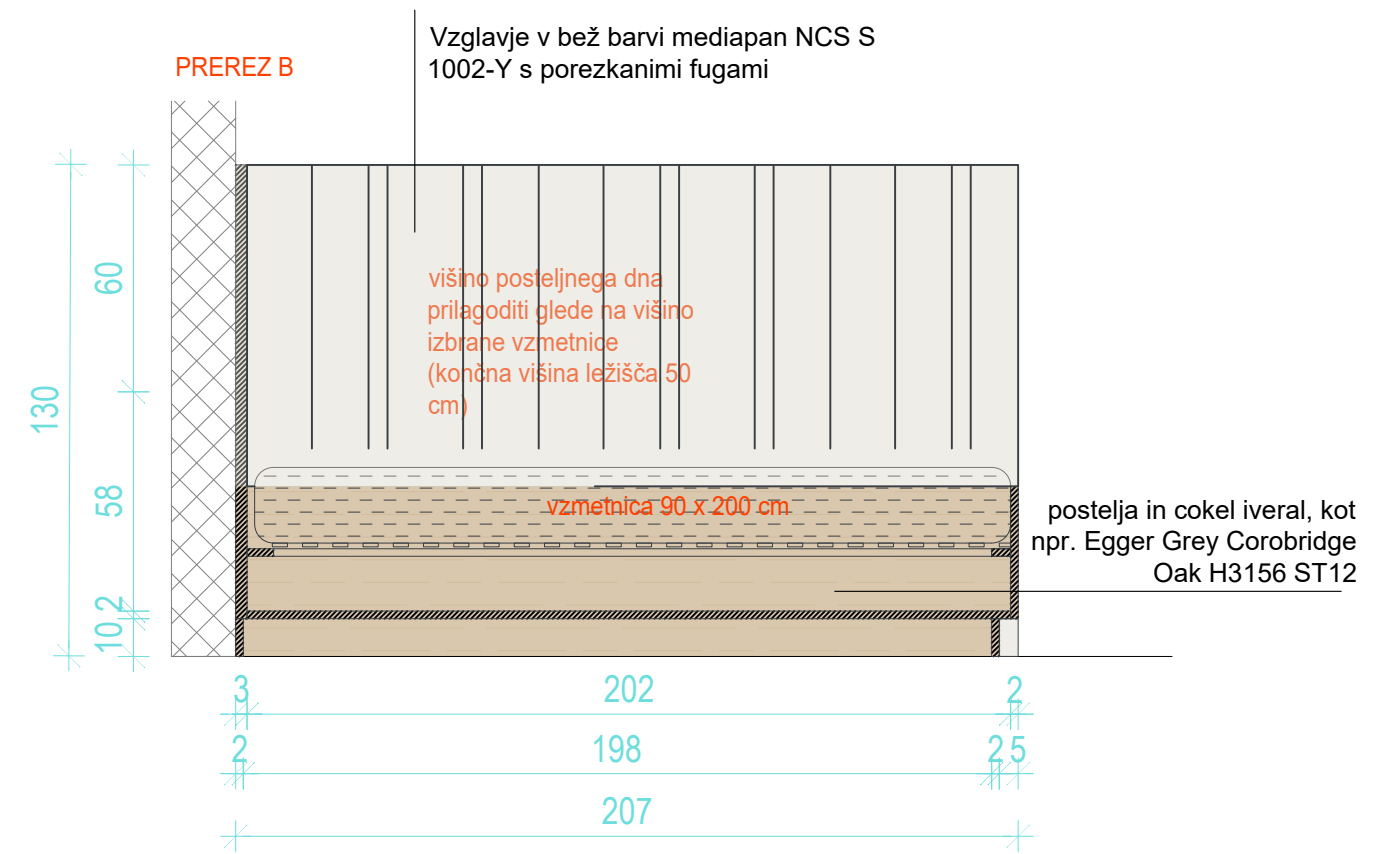 Vzglavje v bež barvi mediapan NCS S
1002-Y s porezkanimi fugami
PREREZ B
višino posteljnega dna
prilagoditi glede na višino
izbrane vzmetnice
(končna višina ležišča 50
cm)
vzmetnica 90 x 200 cm
postelja in cokel iveral, kot
npr. Egger Grey Corobridge
Oak H3156 ST12
130
60
58
2
10
3
202
2
2
198
2
5
207